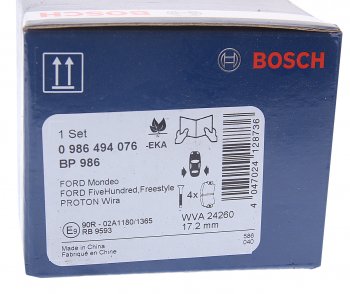 BOSCH
1 Set
0 986 494 076 -EKA
BP 986
FORD Mondeo
FORD FiveHundred,Freestyle
PROTON Wira
4x
WVA 24260
17.2 mm
E9 90R - 02A1180/1365
RB 9593
Made in China
Fabriqué en Chine
586
040
4 047024 128736